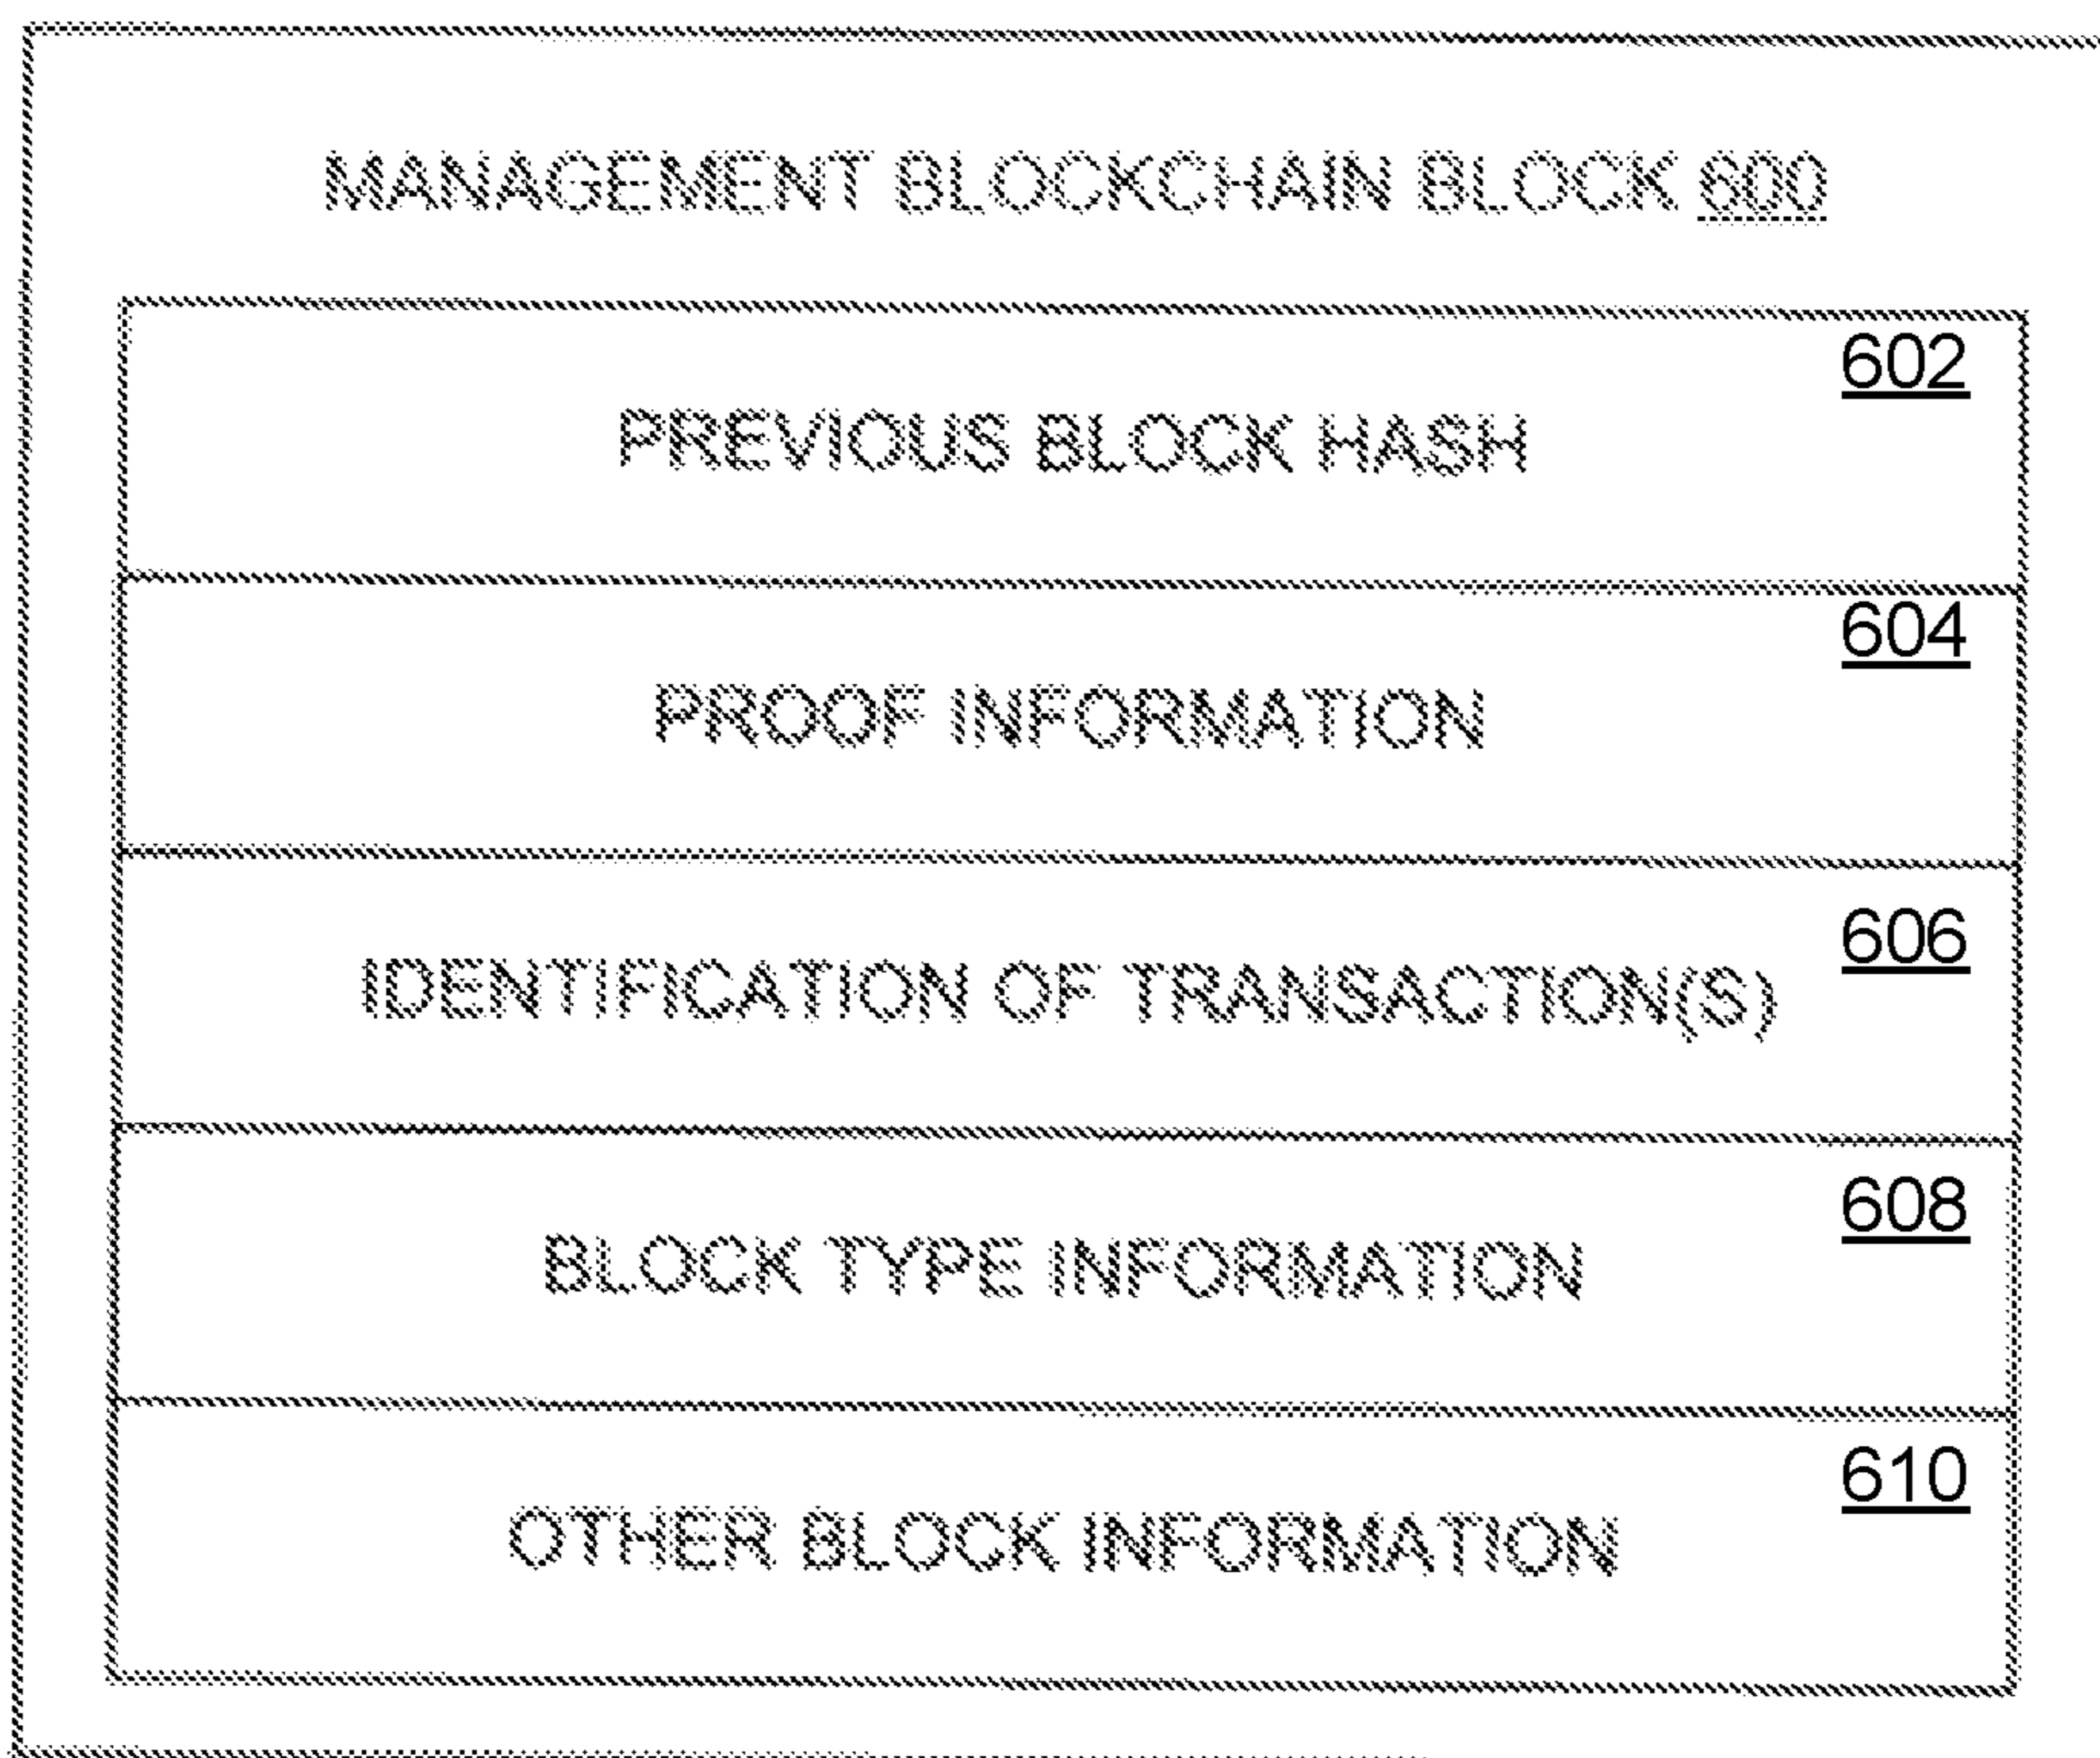 MANAGEMENT BLOCKCHAIN BLOCK 600
602
PREVIOUS BLOCK HASH
604
PROOF INFORMATION
606
IDENTIFICATION OF TRANSACTION(S)
608
BLOCK TYPE INFORMATION
610
OTHER BLOCK INFORMATION